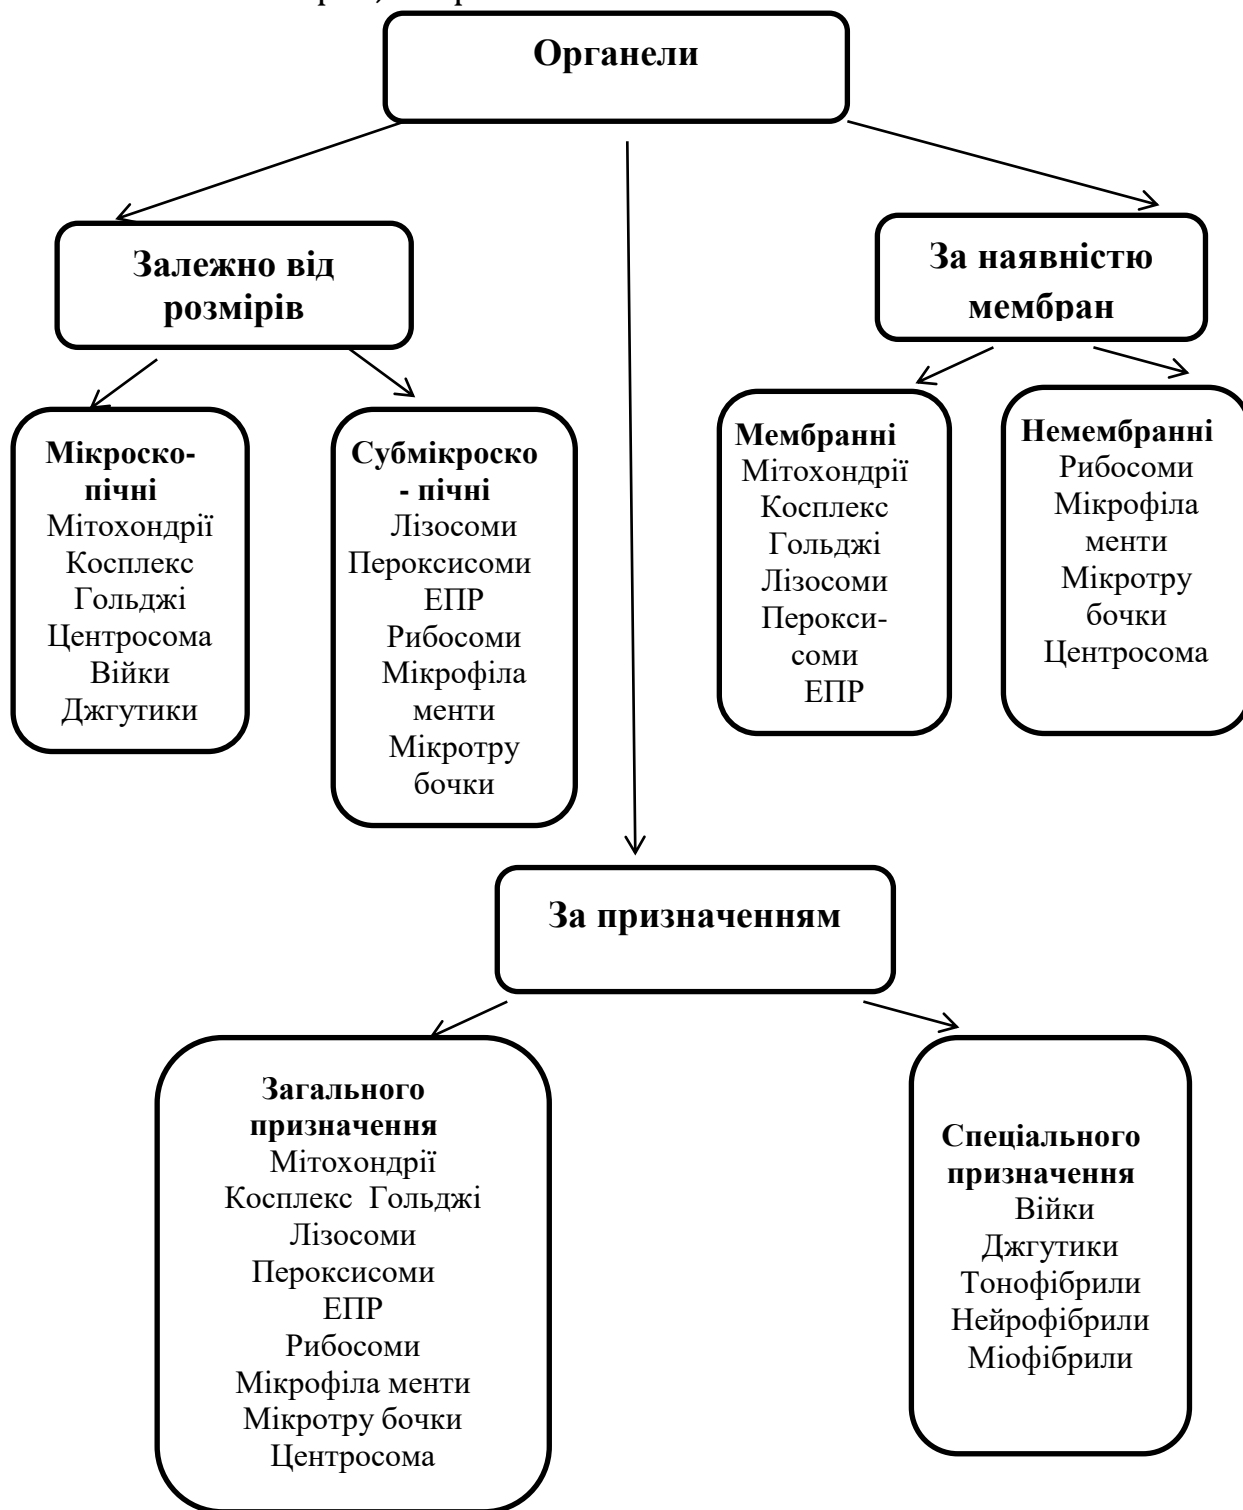 Органели
Залежно від
розмірів
За наявністю
мембран
Мікроско-
пічні
Мітохондрії
Косплекс
Гольджі
Центросома
Війки
Джгутики
Субмікроско
- пічні
Лізосоми
Пероксисоми
ЕПР
Рибосоми
Мікрофіла
менти
Мікротру
бочки
Мембранні
Мітохондрії
Косплекс
Гольджі
Лізосоми
Перокси-
соми
ЕПР
Немембранні
Рибосоми
Мікрофіла
менти
Мікротру
бочки
Центросома
За призначенням
Загального
призначення
Мітохондрії
Косплекс Гольджі
Лізосоми
Пероксисоми
ЕПР
Рибосоми
Мікрофіла менти
Мікротру бочки
Центросома
Спеціального
призначення
Війки
Джгутики
Тонофібрили
Нейрофібрили
Міофібрили